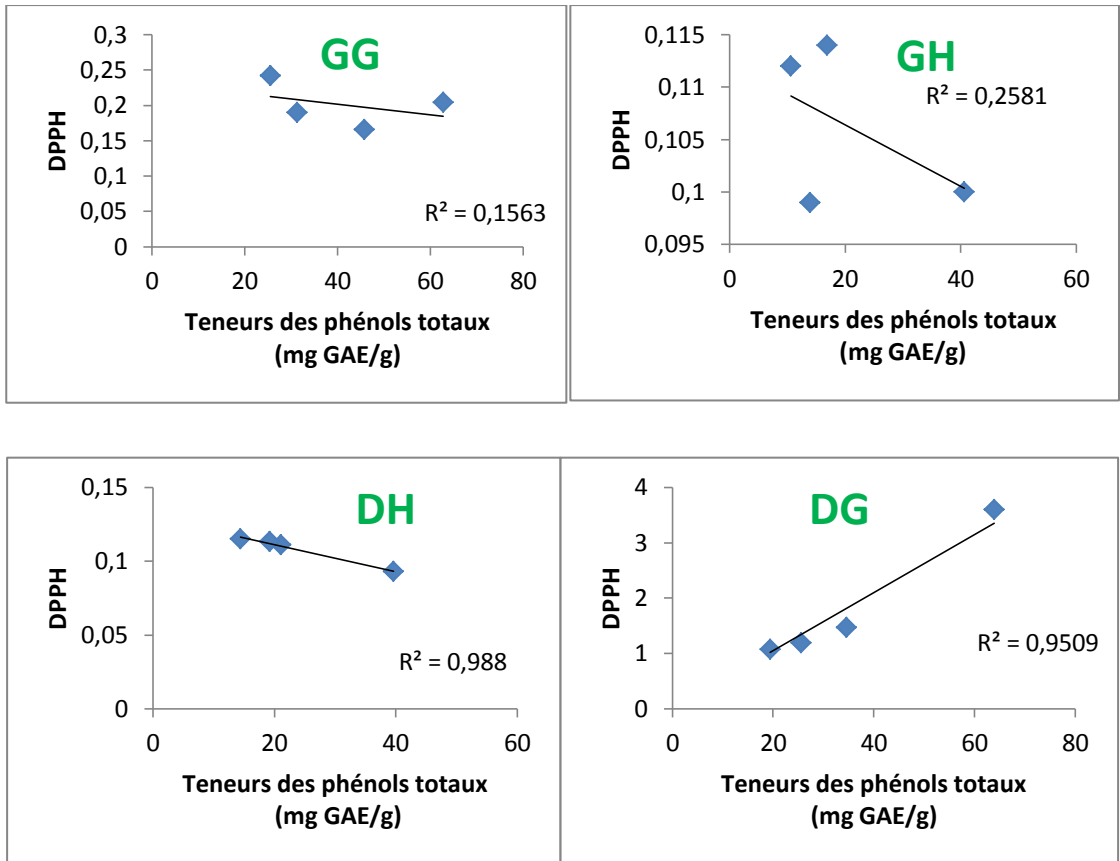 GG
0,3
0,25
0,2
0,15
0,1
0,05
0
DPPH
R² = 0,1563
0 20 40 60 80
Teneurs des phénols totaux
(mg GAE/g)
GH
0,115
0,11
0,105
0,1
0,095
DPPH
R² = 0,2581
0 20 40 60
Teneurs des phénols totaux
(mg GAE/g)
DH
0,15
0,1
0,05
0
DPPH
R² = 0,988
0 20 40 60
Teneurs des phénols totaux
(mg GAE/g)
DG
4
3
2
1
0
DPPH
R² = 0,9509
0 20 40 60 80
Teneurs des phénols totaux
(mg GAE/g)